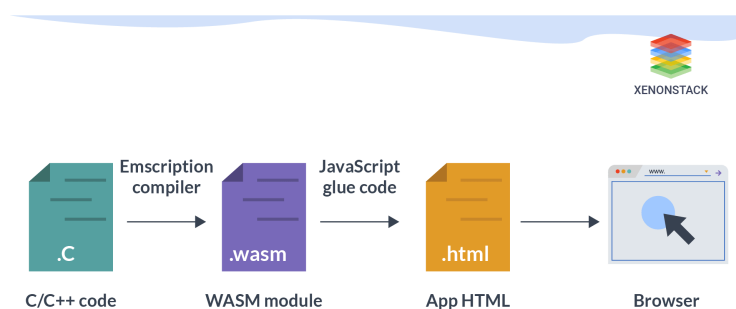 XENONSTACK
Emscription
compiler
JavaScript
glue code
www.
.C
.wasm
.html
C/C++ code
WASM module
App HTML
Browser